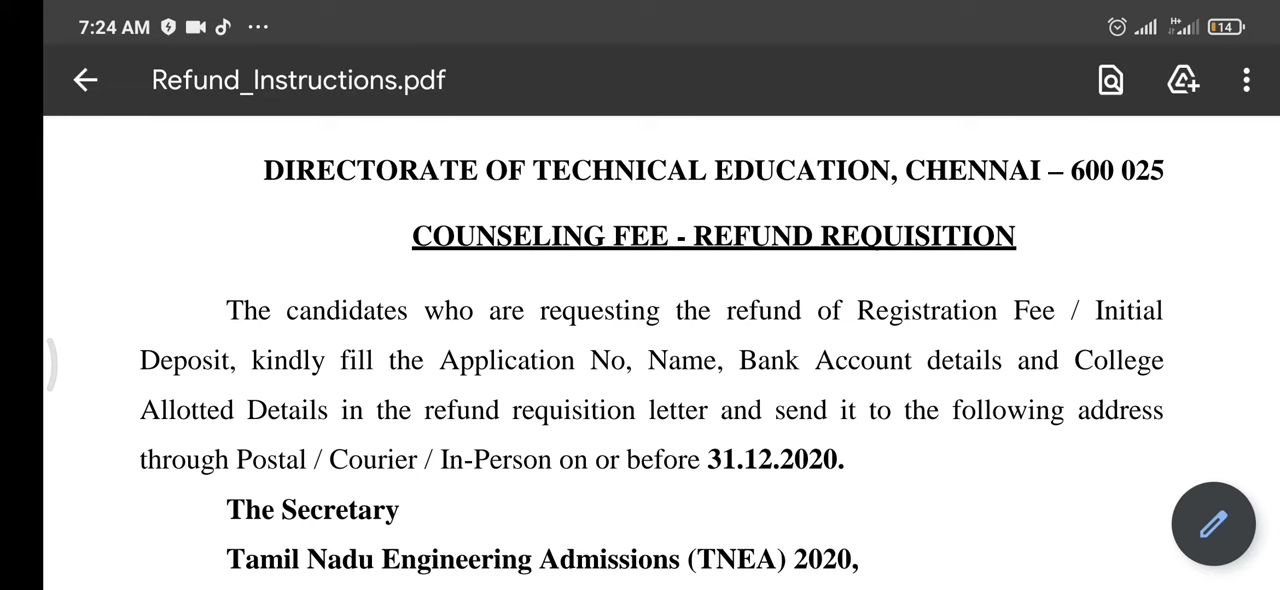 7:24 AM ...
H+ 14
Refund_Instructions.pdf
DIRECTORATE OF TECHNICAL EDUCATION, CHENNAI – 600 025
COUNSELING FEE - REFUND REQUISITION
The candidates who are requesting the refund of Registration Fee / Initial
Deposit, kindly fill the Application No, Name, Bank Account details and College
Allotted Details in the refund requisition letter and send it to the following address
through Postal / Courier / In-Person on or before 31.12.2020.
The Secretary
Tamil Nadu Engineering Admissions (TNEA) 2020,